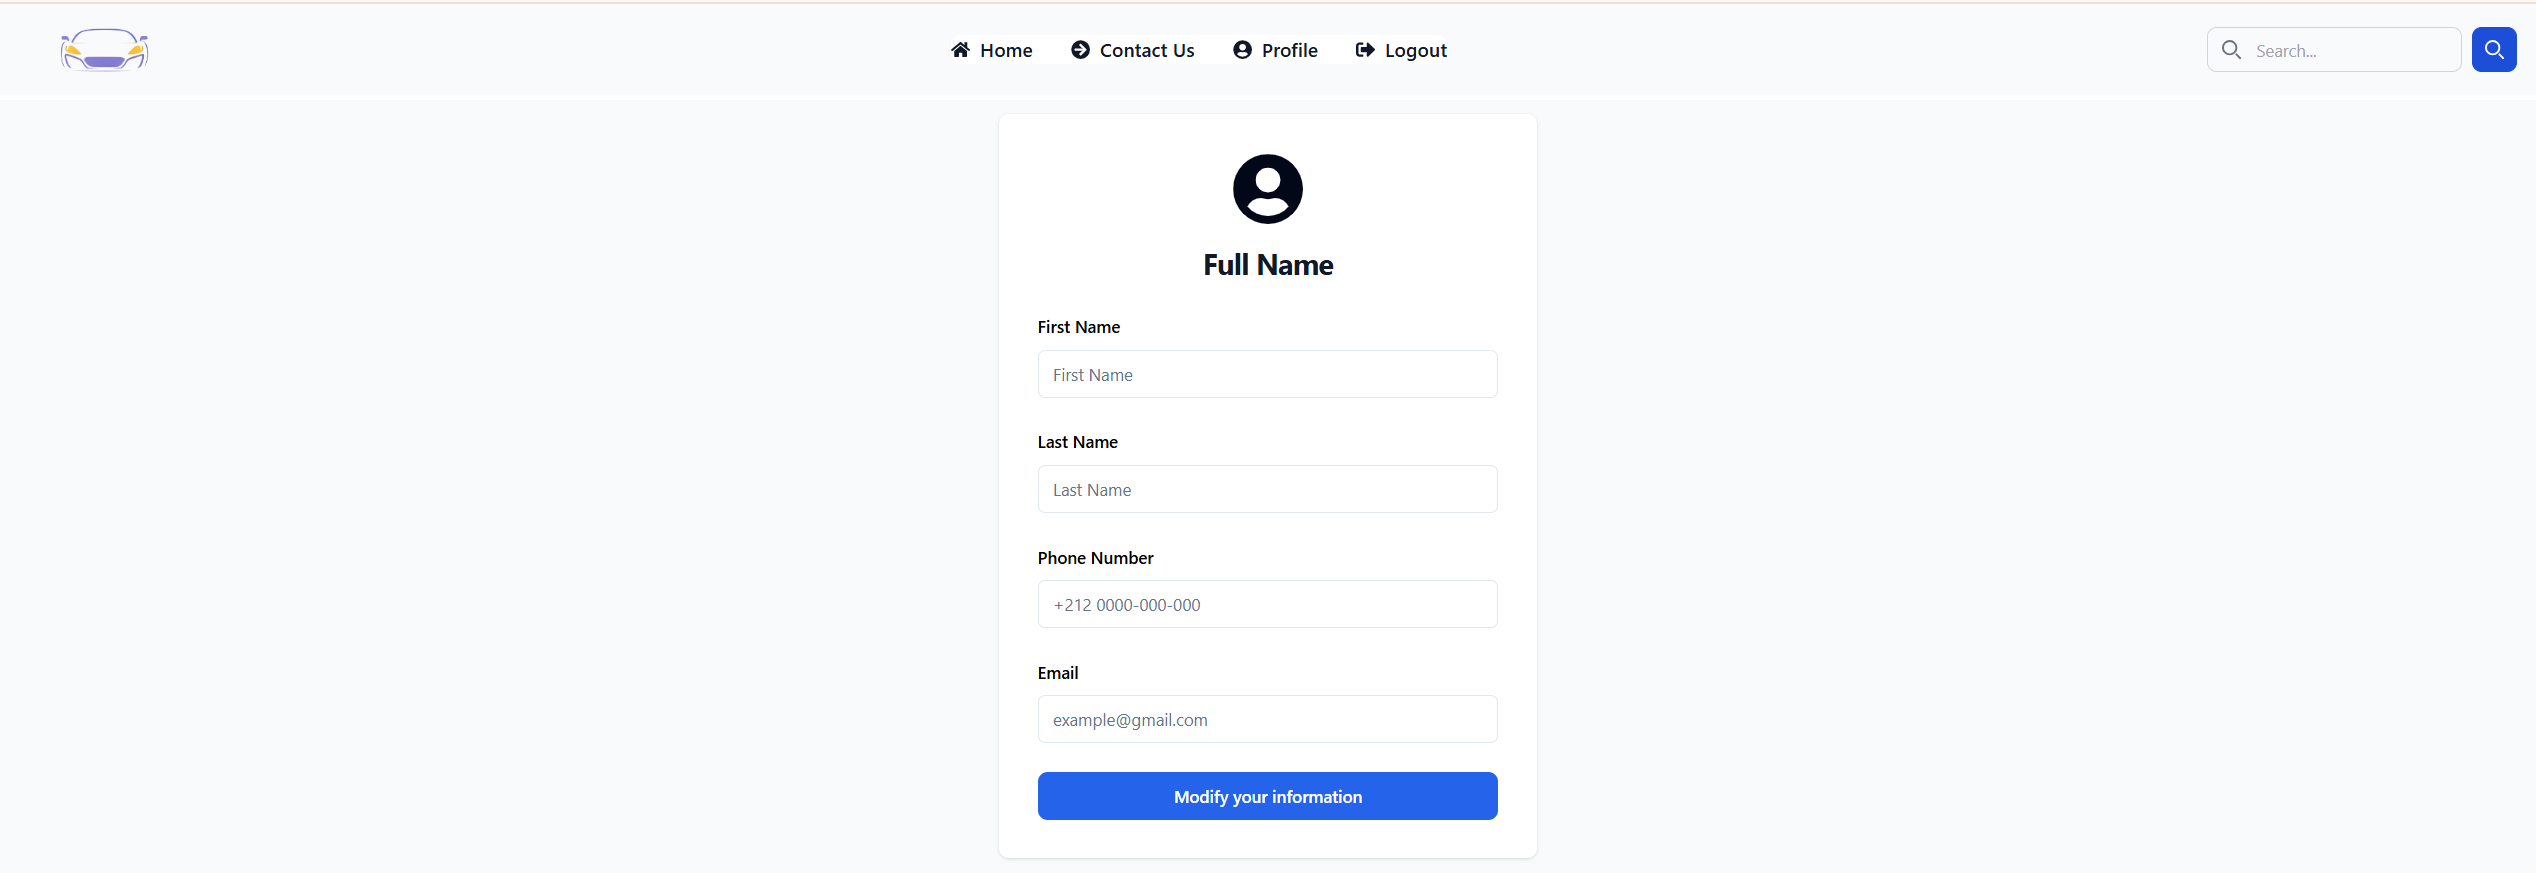 Home Contact Us Profile Logout Search...
Full Name
First Name
First Name
Last Name
Last Name
Phone Number
+212 0000-000-000
Email
example@gmail.com
Modify your information